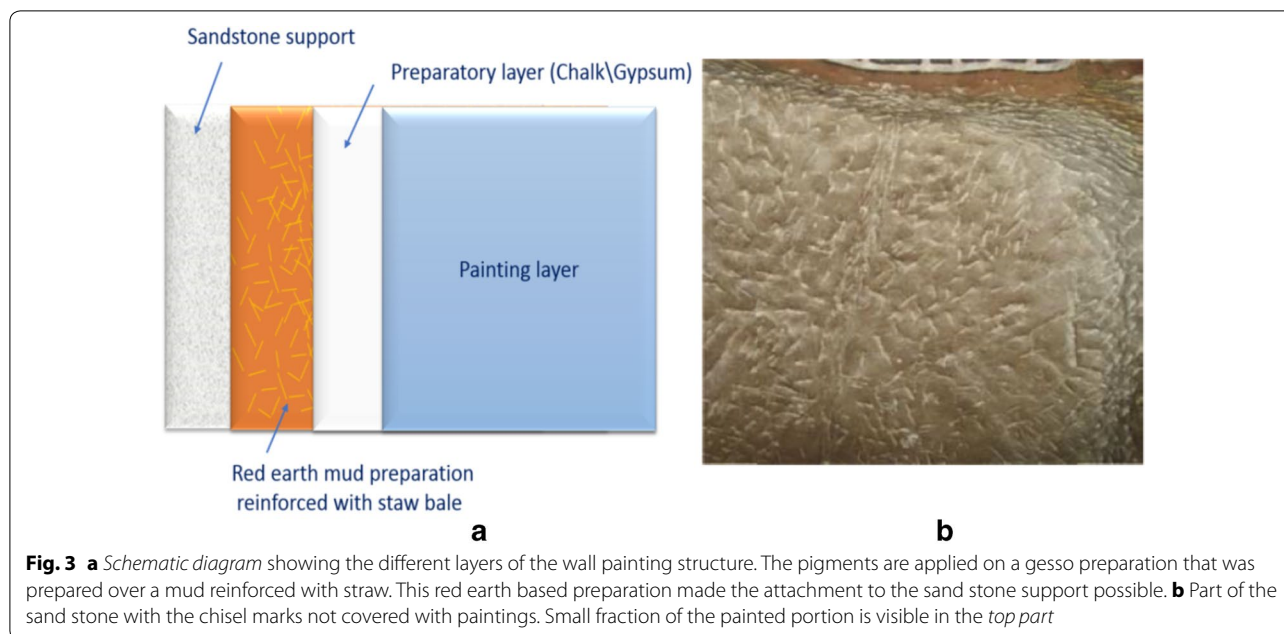 Sandstone support
Preparatory layer (Chalk\Gypsum)
Painting layer
Red earth mud preparation
reinforced with staw bale
a
b
Fig. 3 a Schematic diagram showing the different layers of the wall painting structure. The pigments are applied on a gesso preparation that was
prepared over a mud reinforced with straw. This red earth based preparation made the attachment to the sand stone support possible. b Part of the
sand stone with the chisel marks not covered with paintings. Small fraction of the painted portion is visible in the top part